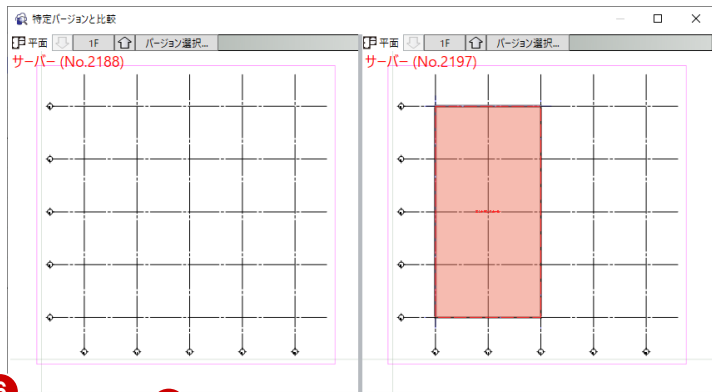 特定バージョンと比較
平面 1F バージョン選択...
サーバー (No.2188)
平面 1F バージョン選択...
サーバー (No.2197)
6